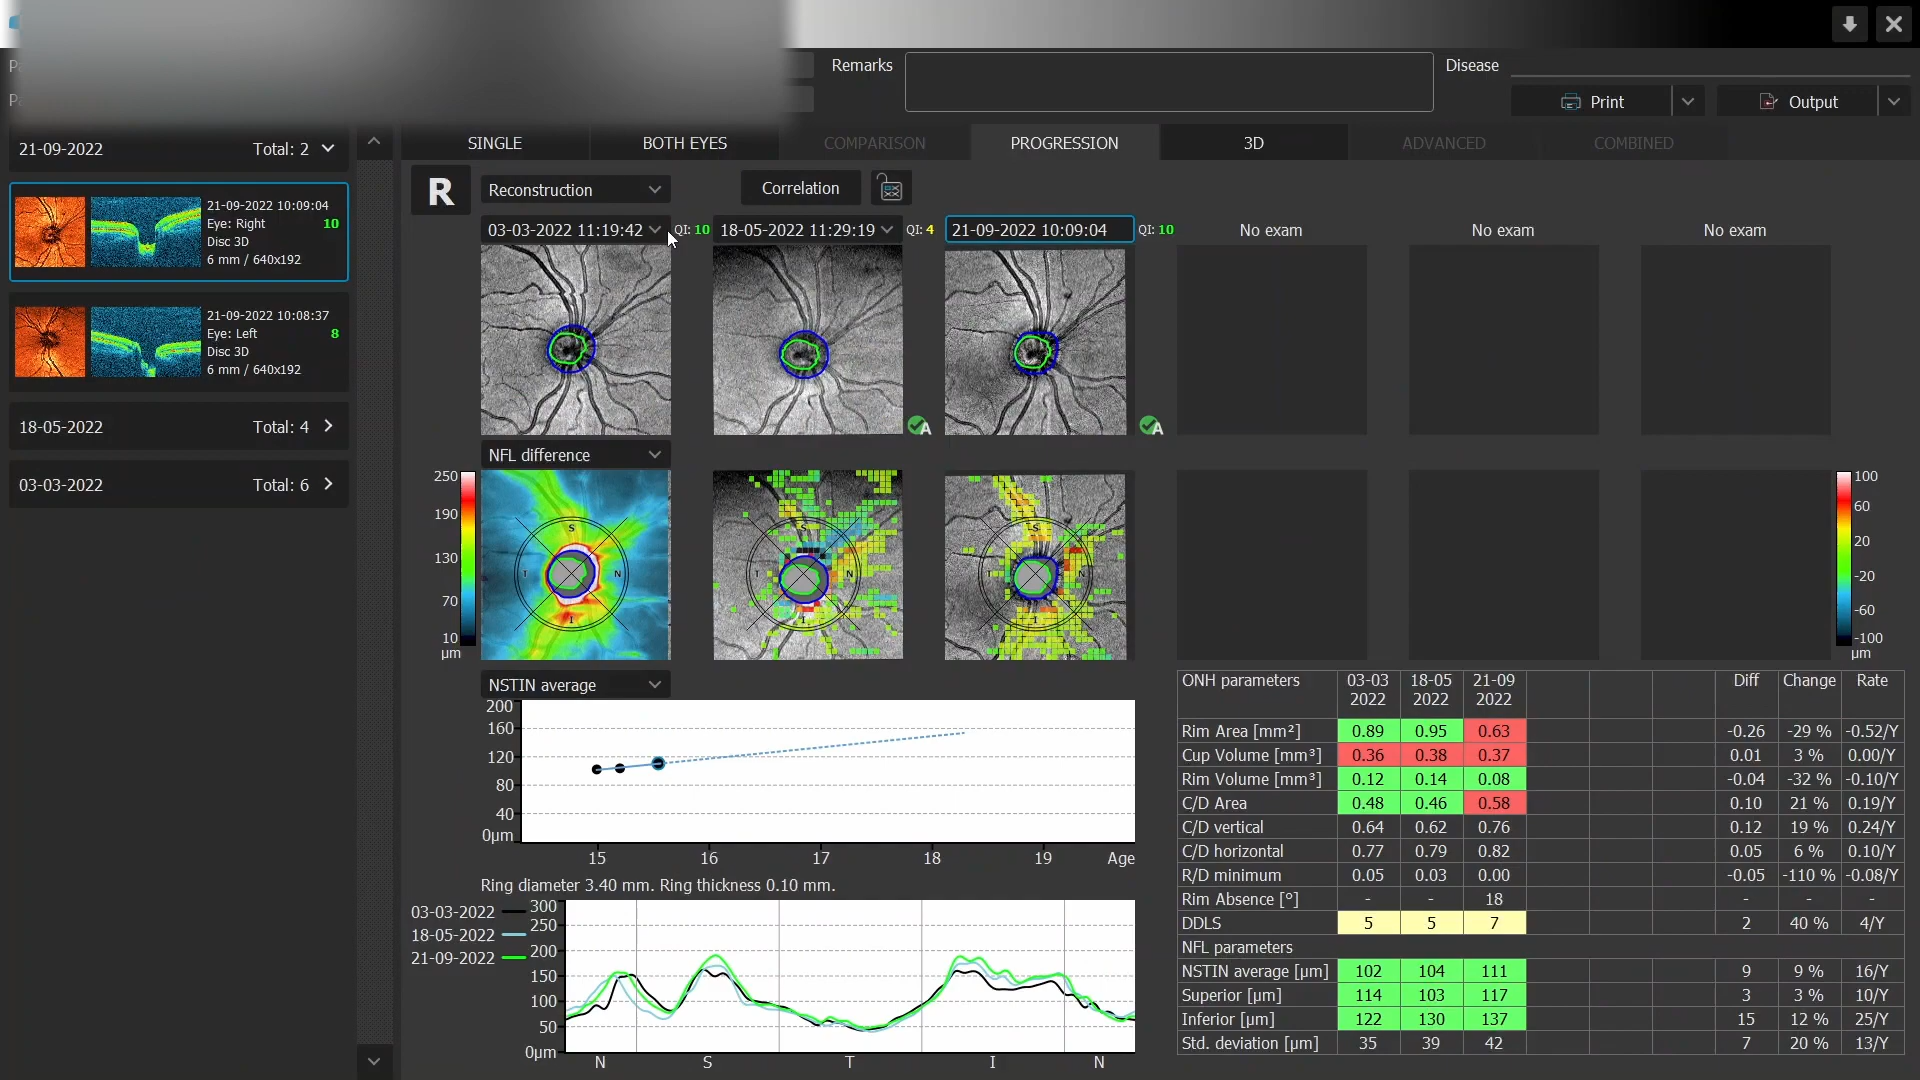 Remarks
Disease
Print
Output
21-09-2022 Total: 2
21-09-2022 10:09:04
Eye: Right 10
Disc 3D
6 mm / 640x192
21-09-2022 10:08:37
Eye: Left 8
Disc 3D
6 mm / 640x192
18-05-2022 Total: 4
03-03-2022 Total: 6
SINGLE BOTH EYES COMPARISON PROGRESSION 3D ADVANCED COMBINED
R Reconstruction Correlation
03-03-2022 11:19:42 QI: 10 18-05-2022 11:29:19 QI: 4 21-09-2022 10:09:04 QI: 10 No exam No exam No exam
A A
NFL difference
250
190
130
70
10
µm
S
T N
I
S
T N
I
S
T N
I
100
60
20
-20
-60
-100
µm
NSTIN average
200
160
120
80
40
0µm
15 16 17 18 19 Age
Ring diameter 3.40 mm. Ring thickness 0.10 mm.
03-03-2022
18-05-2022
21-09-2022
300
250
200
150
100
50
0µm
N S T I N
ONH parameters 03-03 2022 18-05 2022 21-09 2022 Diff Change Rate
Rim Area [mm²] 0.89 0.95 0.63 -0.26 -29 % -0.52/Y
Cup Volume [mm³] 0.36 0.38 0.37 0.01 3 % 0.00/Y
Rim Volume [mm³] 0.12 0.14 0.08 -0.04 -32 % -0.10/Y
C/D Area 0.48 0.46 0.58 0.10 21 % 0.19/Y
C/D vertical 0.64 0.62 0.76 0.12 19 % 0.24/Y
C/D horizontal 0.77 0.79 0.82 0.05 6 % 0.10/Y
R/D minimum 0.05 0.03 0.00 -0.05 -110 % -0.08/Y
Rim Absence [°] - - 18 - - -
DDLS 5 5 7 2 40 % 4/Y
NFL parameters
NSTIN average [µm] 102 104 111 9 9 % 16/Y
Superior [µm] 114 103 117 3 3 % 10/Y
Inferior [µm] 122 130 137 15 12 % 25/Y
Std. deviation [µm] 35 39 42 7 20 % 13/Y